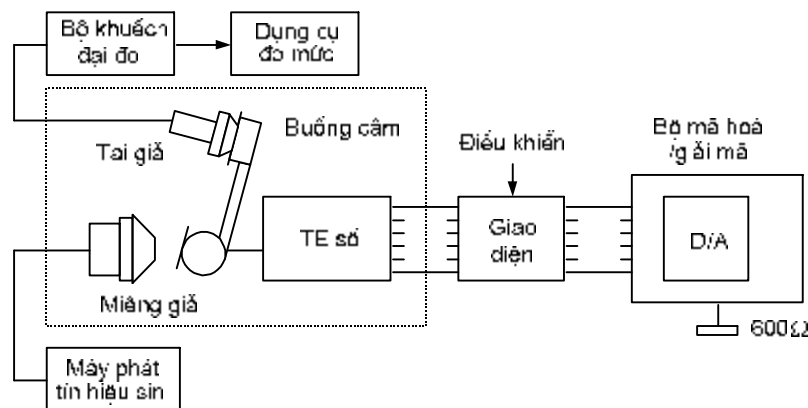 Bộ khuếch
đại đo
Dụng cụ
đo mức
Tai giả
Buồng câm
Điều khiển
Bộ mã hoá
/giải mã
TE số
Giao
diện
D/A
Miệng giả
600Ω
Máy phát
tín hiệu sin